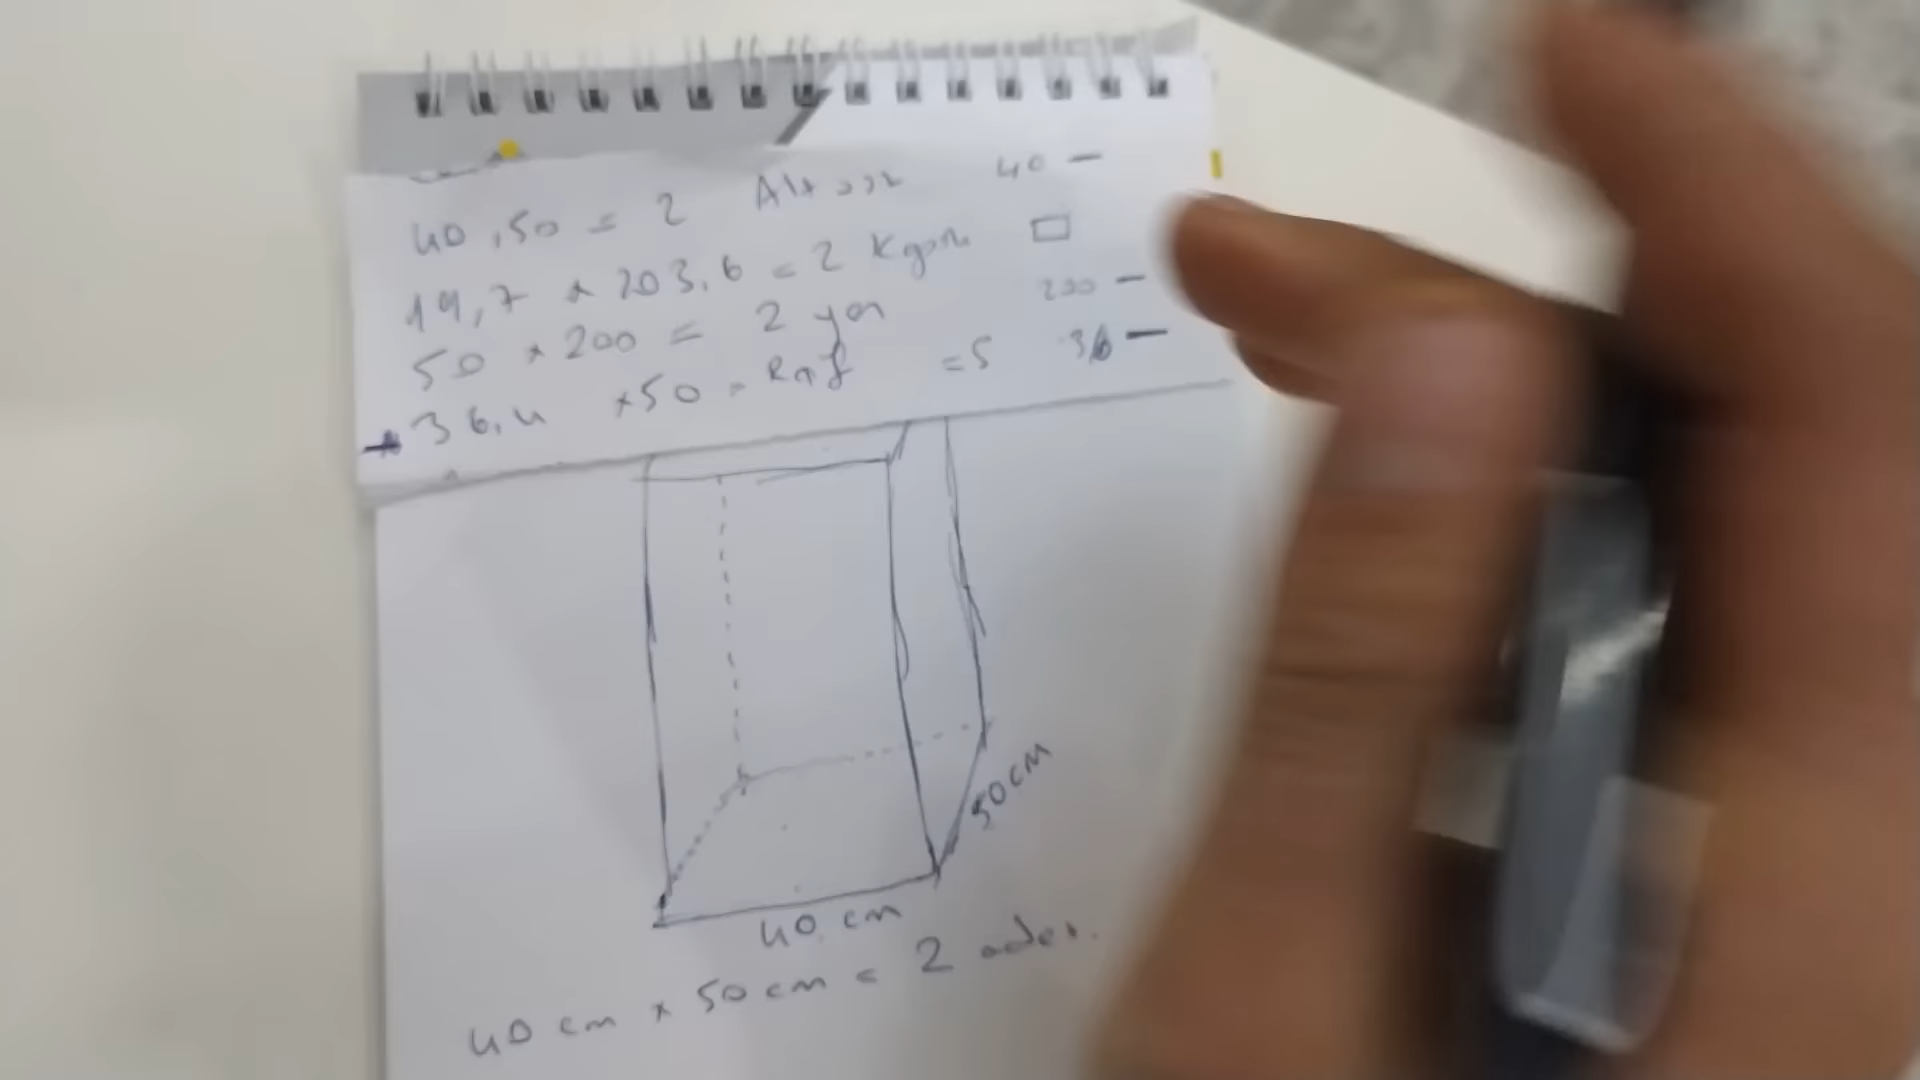 40,50 = 2 Alt üst 40 -
19,7 x 203,6 = 2 Kapak
50 x 200 = 2 yan 200 -
36,4 x 50 = Raf = 5 36 -
50 cm
40 cm
40 cm x 50 cm = 2 adet.